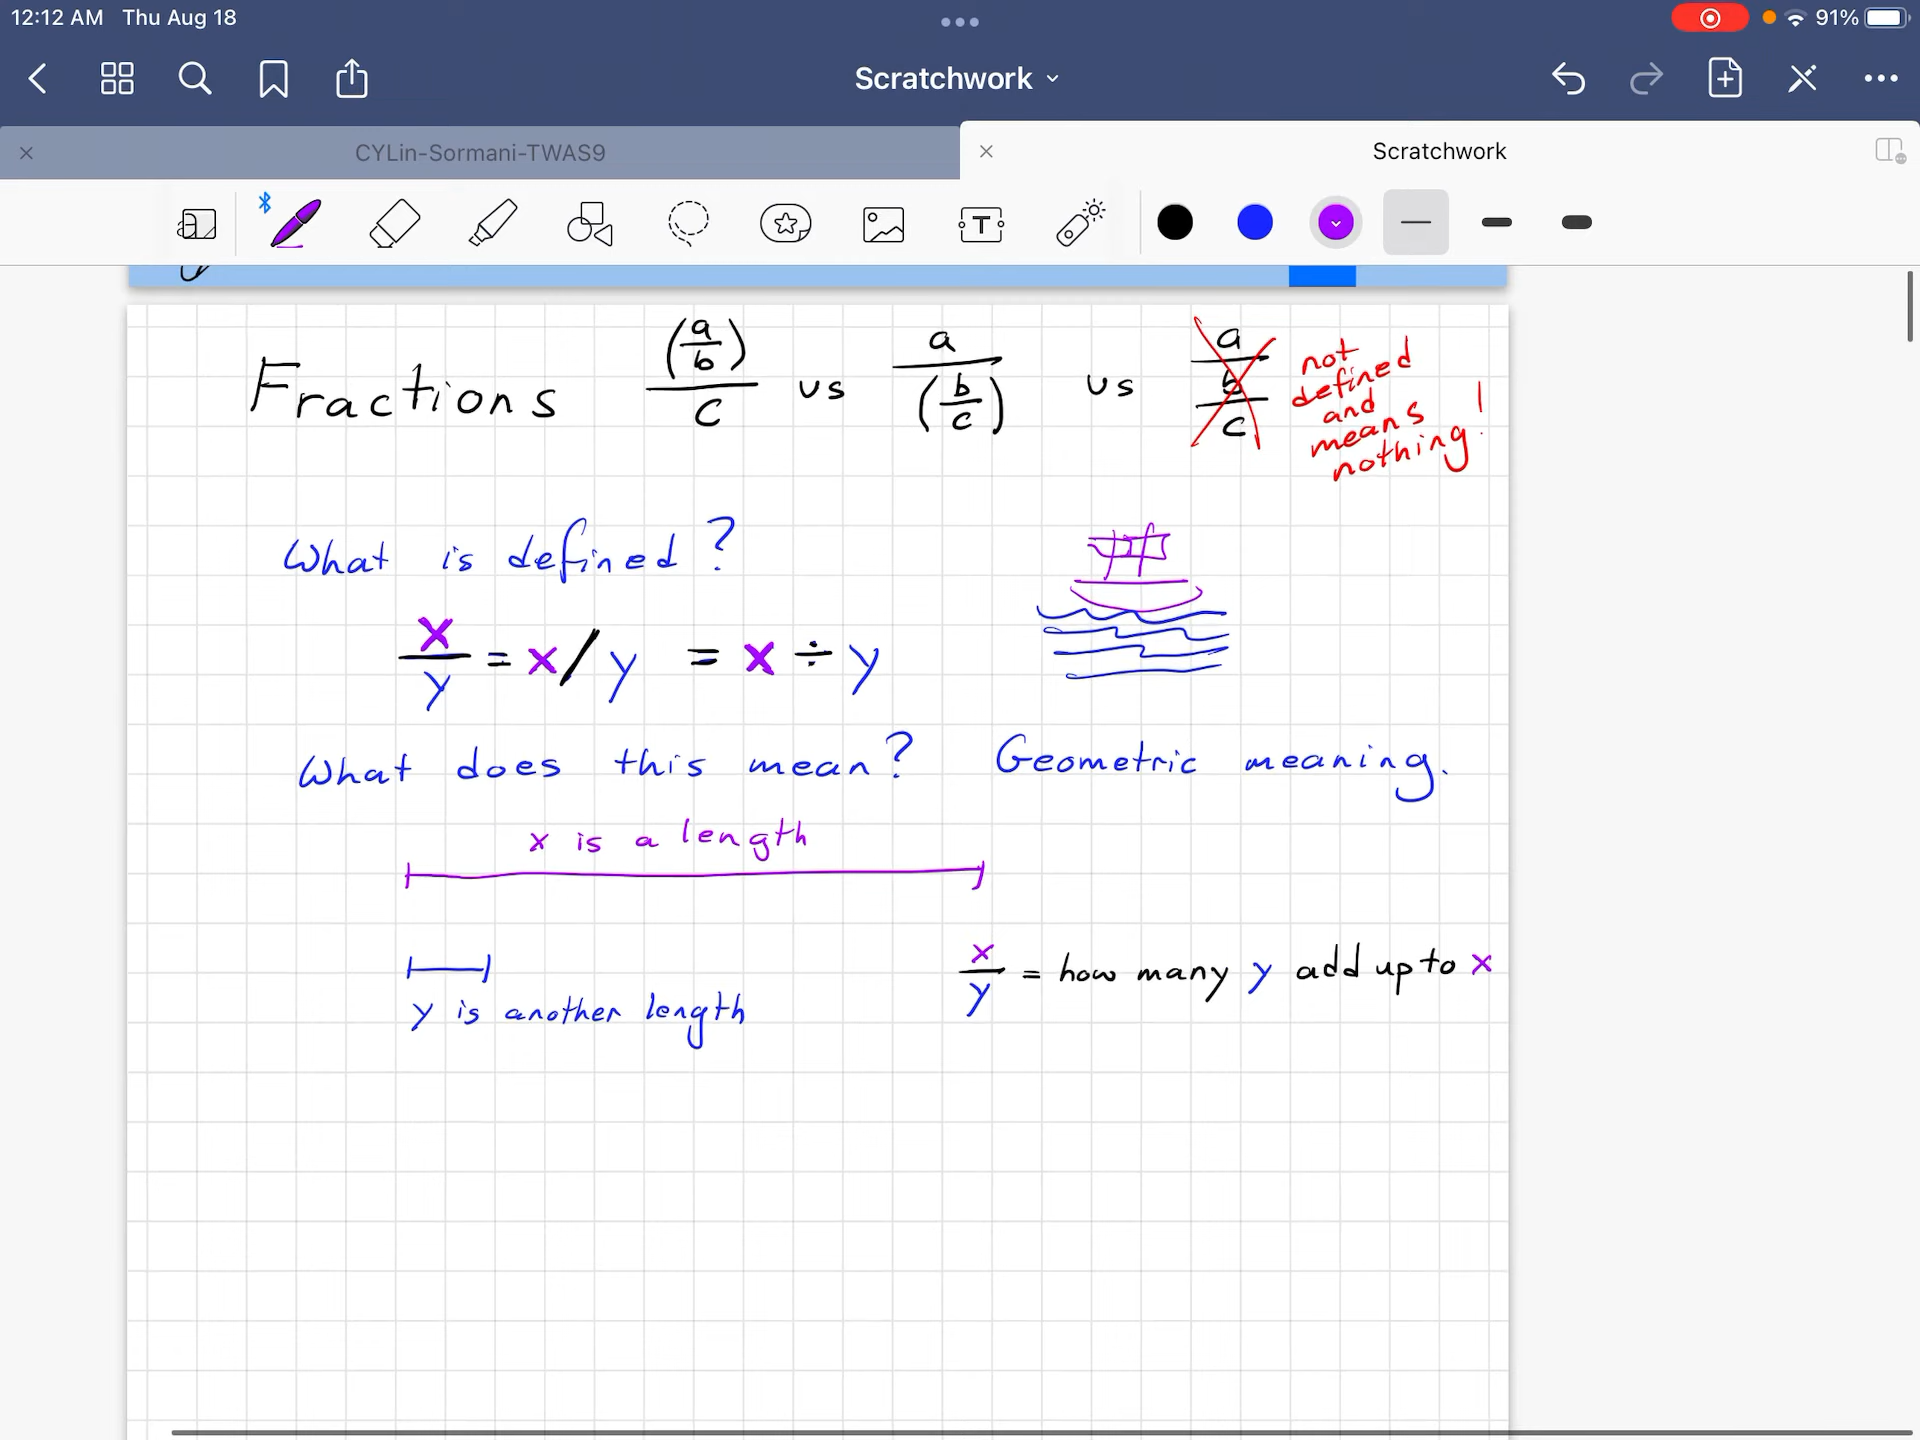 12:12 AM Thu Aug 18
91%
Scratchwork
CYLin-Sormani-TWAS9
Scratchwork
Fractions (a/b)/c vs a/(b/c) vs a/b/c not defined and means nothing!
What is defined?
x/y = x/y = x ÷ y
What does this mean? Geometric meaning.
x is a length
x/y = how many y add up to x
y is another length